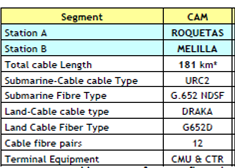 Segment CAM
Station A ROQUETAS
Station B MELILLA
Total cable Length 181 km*
Submarine-Cable cable Type URC2
Submarine Fibre Type G.652 NDSF
Land-Cable cable Type DRAKA
Land Cable Fiber Type G652D
Cable fibre pairs 12
Terminal Equipment CMU & CTR